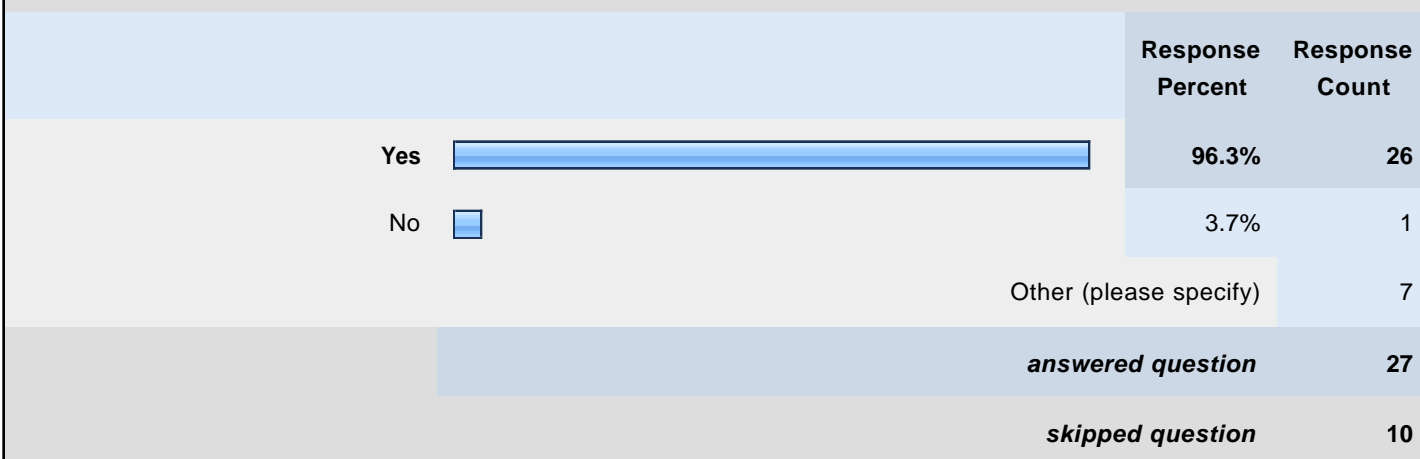 Response Percent Response Count
Yes 96.3% 26
No 3.7% 1
Other (please specify) 7
answered question 27
skipped question 10